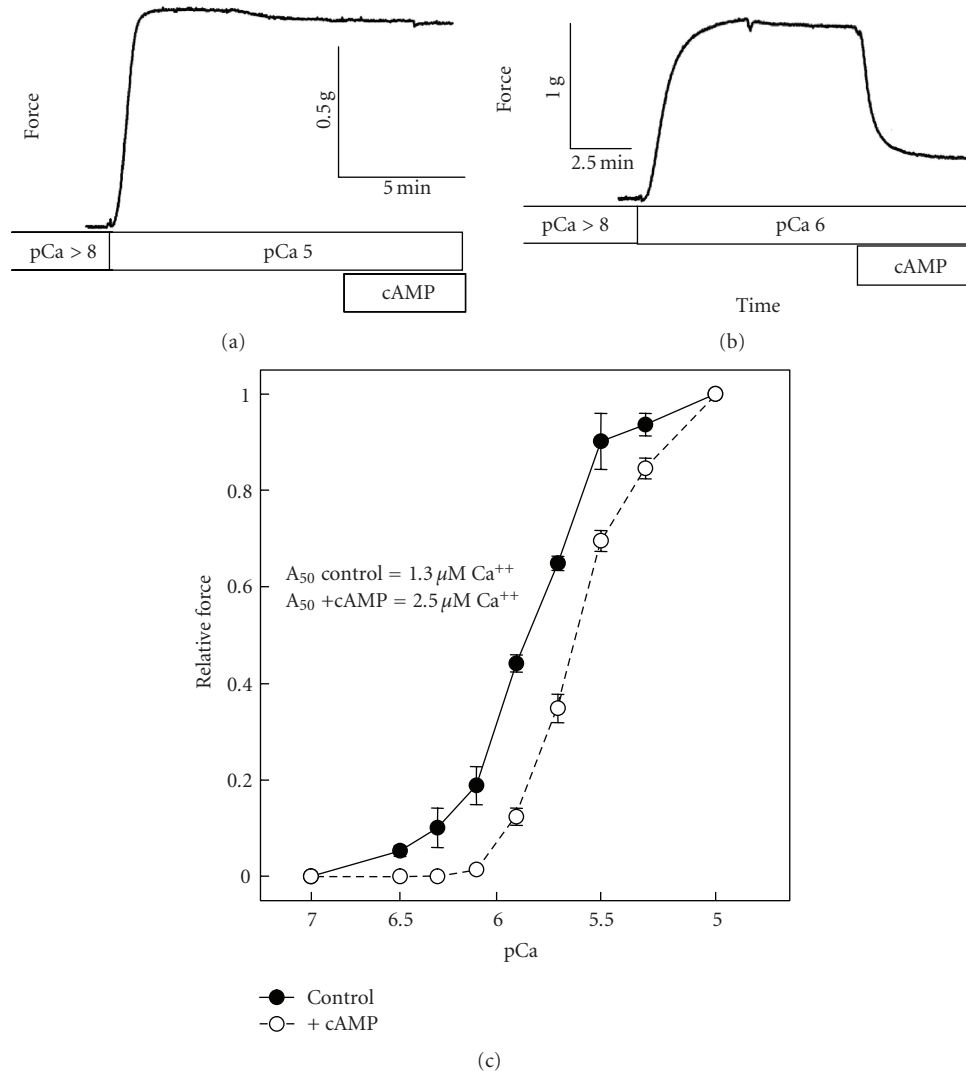 Force
0.5 g
5 min
pCa > 8
pCa 5
cAMP
(a)
Force
1 g
2.5 min
pCa > 8
pCa 6
cAMP
Time
(b)
Relative force
1
0.8
0.6
0.4
0.2
0
A₅₀ control = 1.3 µM Ca⁺⁺
A₅₀ +cAMP = 2.5 µM Ca⁺⁺
7
6.5
6
5.5
5
pCa
Control
+ cAMP
(c)